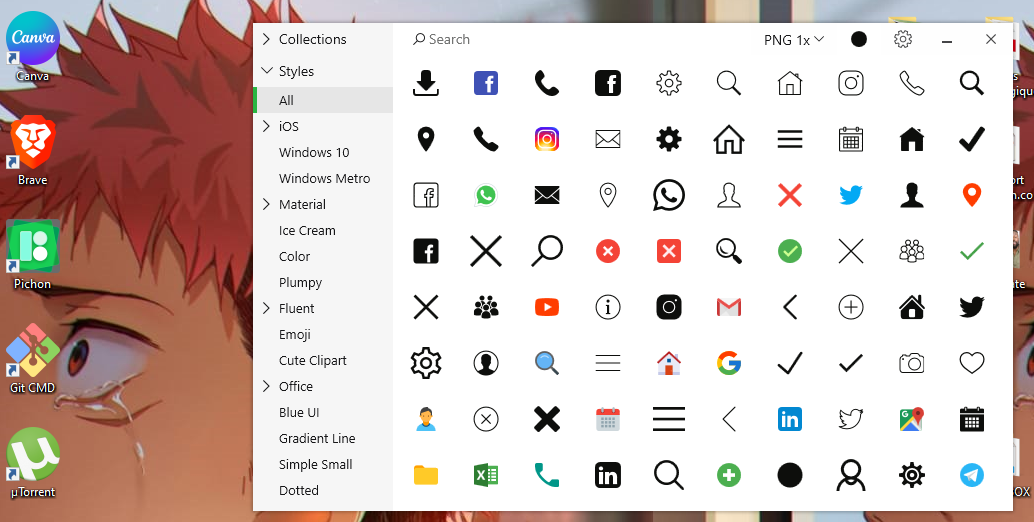 Canva
Canva
Brave
Pichon
Git CMD
µ
µTorrent
Collections
Styles
All
iOS
Windows 10
Windows Metro
Material
Ice Cream
Color
Plumpy
Fluent
Emoji
Cute Clipart
Office
Blue UI
Gradient Line
Simple Small
Dotted
Search
PNG 1x